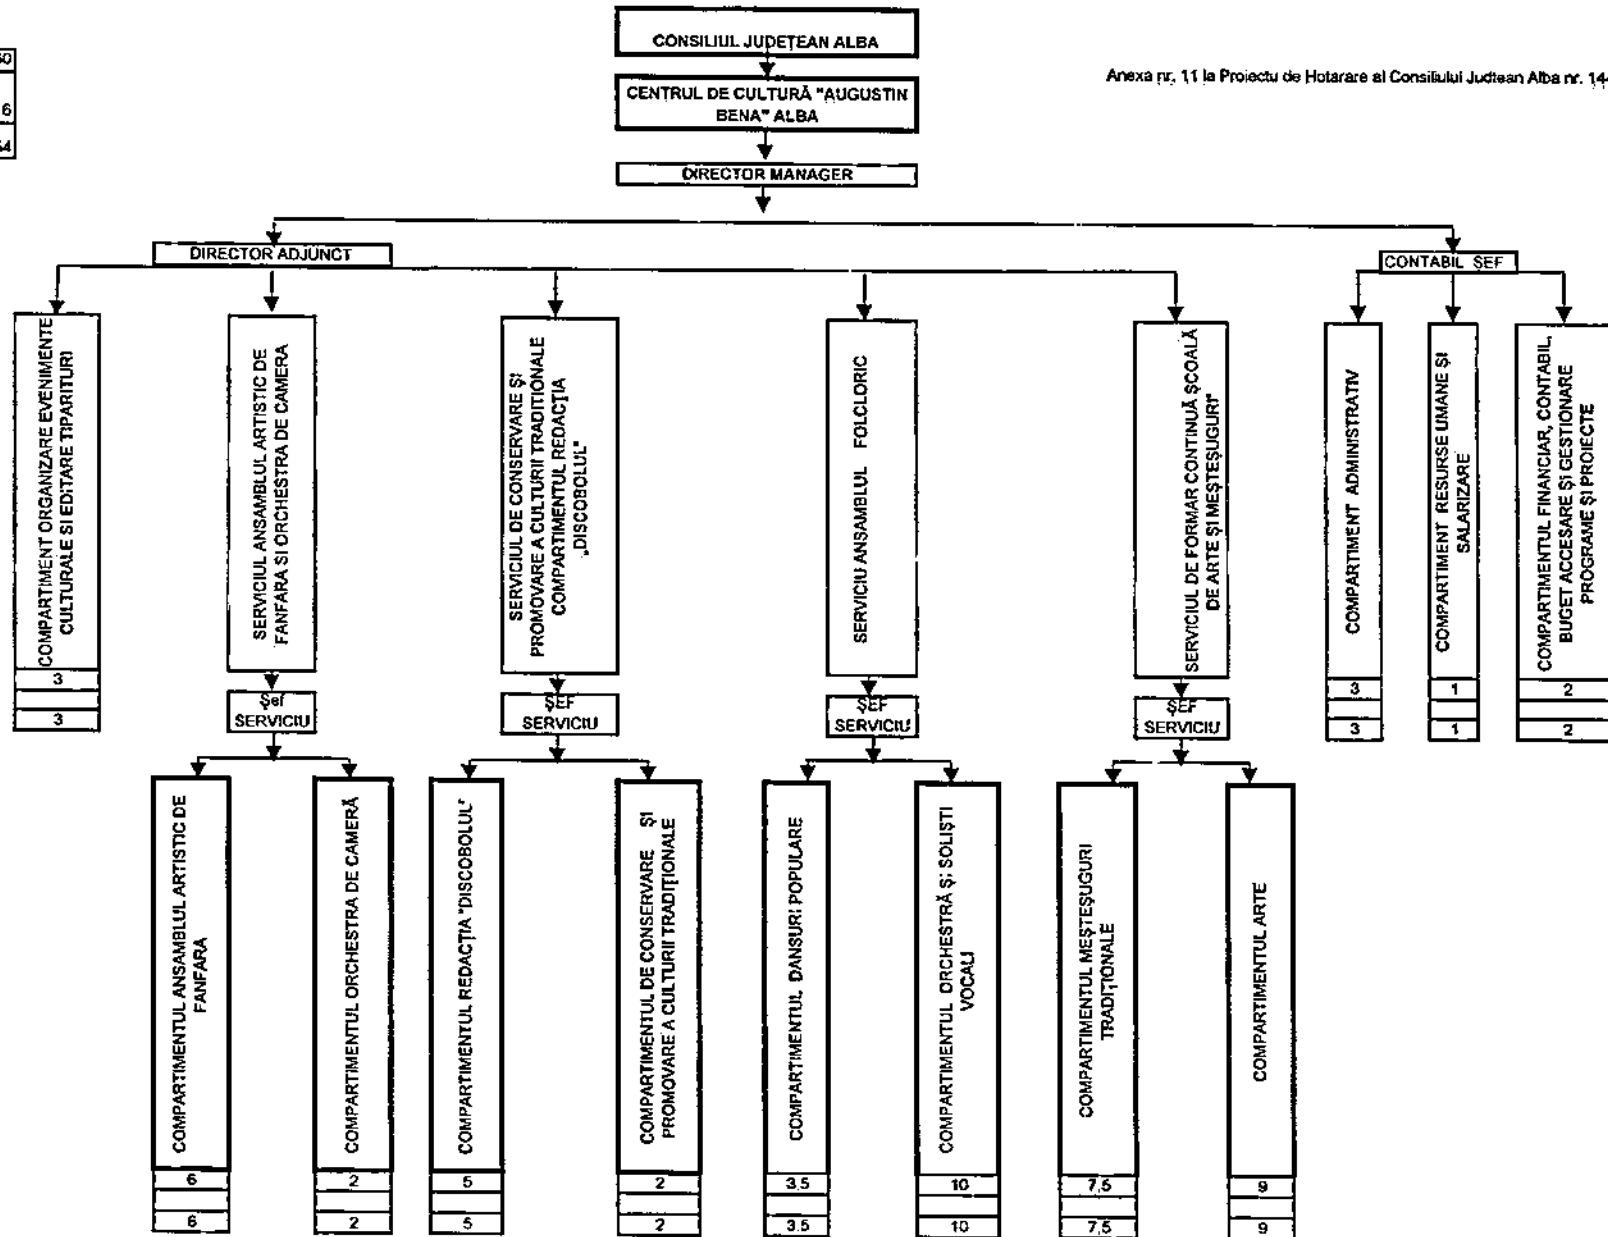 CONSILIUL JUDEȚEAN ALBA
CENTRUL DE CULTURĂ "AUGUSTIN
BENA" ALBA
Anexa nr. 11 la Proiectu de Hotarare al Consiliului Judtean Alba nr. 144
6
DIRECTOR MANAGER
DIRECTOR ADJUNCT
CONTABIL SEF
COMPARTIMENT ORGANIZARE EVENIMENTE
CULTURALE SI EDITARE TIPARITURI
3
3
SERVICIUL ANSAMBLUL ARTISTIC DE
FANFARA SI ORCHESTRA DE CAMERA
SERVICIUL DE CONSERVARE ȘI
PROMOVARE A CULTURII TRADITIONALE
COMPARTIMENTUL REDACȚIA
„DISCOBOLUL"
SERVICIU ANSAMBLUL FOLCLORIC
SERVICIUL DE FORMAR CONTINUĂ ȘCOALĂ
DE ARTE ȘI MEȘTEȘUGURI"
COMPARTIMENT ADMINISTRATIV
3
3
COMPARTIMENT RESURSE UMANE ȘI
SALARIZARE
1
1
COMPARTIMENTUL FINANCIAR, CONTABIL,
BUGET ACCESARE ȘI GESTIONARE
PROGRAME ȘI PROIECTE
2
2
Șef
SERVICIU
ȘEF
SERVICIU
ȘEF
SERVICIU
ȘEF
SERVICIU
COMPARTIMENTUL ANSAMBLUL ARTISTIC DE
FANFARA
6
6
COMPARTIMENTUL ORCHESTRA DE CAMERĂ
2
2
COMPARTIMENTUL REDACȚIA "DISCOBOLUL"
5
5
COMPARTIMENTUL DE CONSERVARE ȘI
PROMOVARE A CULTURII TRADIȚIONALE
2
2
COMPARTIMENTUL DANSURI POPULARE
3.5
3.5
COMPARTIMENTUL ORCHESTRĂ ȘI SOLIȘTI
VOCALI
10
10
COMPARTIMENTUL MEȘTEȘUGURI
TRADIȚIONALE
7,5
7,5
COMPARTIMENTUL ARTE
9
9